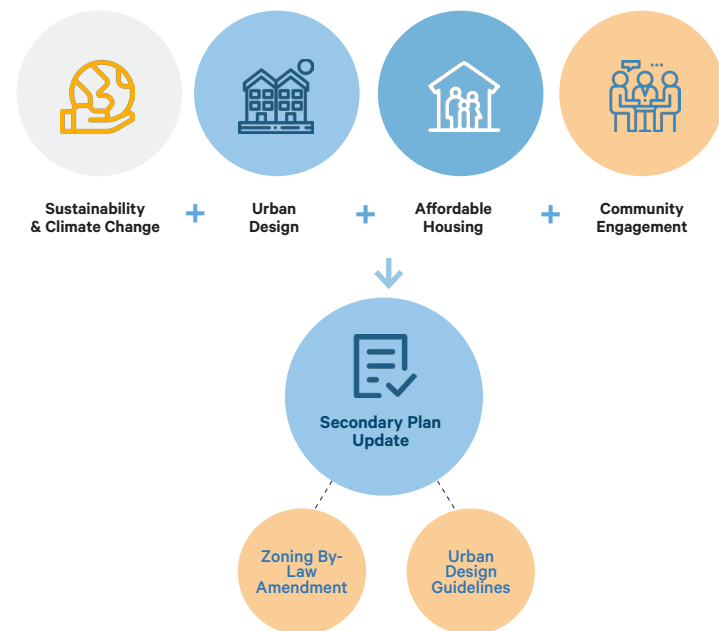 Sustainability
& Climate Change
+
Urban
Design
+
Affordable
Housing
+
Community
Engagement
Secondary Plan
Update
Zoning By-
Law
Amendment
Urban
Design
Guidelines